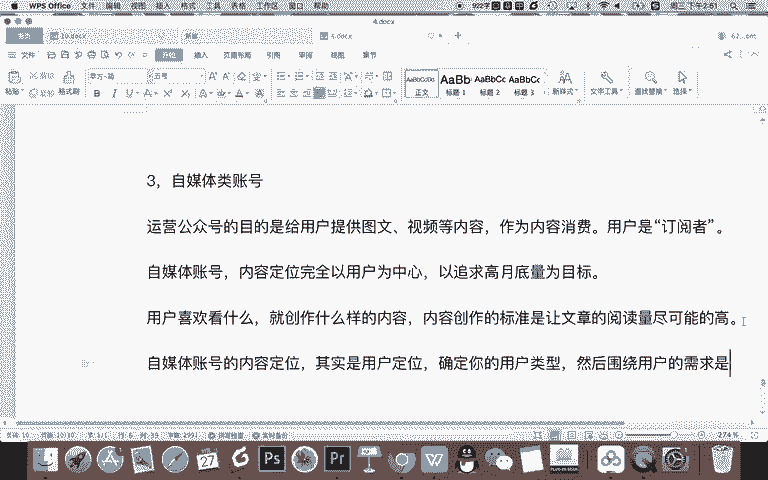 WPS Office 文件 编辑 视图 插入 格式 工具 表格 工作区 窗口 帮助
周三下午2:51
4.docx
10.docx
4.docx
文件 开始 插入 页面布局 引用 审阅 视图 章节
粘贴 格式刷
正文 标题 1 标题 2 标题 3 新样式 文字工具 查找替换 选择
3，自媒体类账号
运营公众号的目的是给用户提供图文、视频等内容，作为内容消费。用户是“订阅者”。
自媒体账号，内容定位完全以用户为中心，以追求高月底量为目标。
用户喜欢看什么，就创作什么样的内容，内容创作的标准是让文章的阅读量尽可能的高。
自媒体账号的内容定位，其实是用户定位，确定你的用户类型，然后围绕用户的需求是
274%
27
Ps
Pr